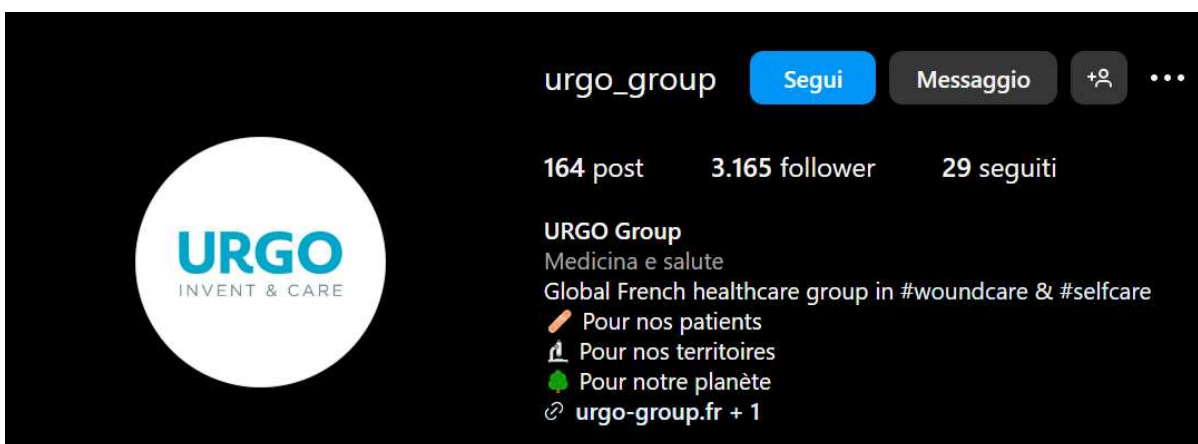 urgo_group Segui Messaggio
164 post 3.165 follower 29 seguiti
URGO
INVENT & CARE
URGO Group
Medicina e salute
Global French healthcare group in #woundcare & #selfcare
Pour nos patients
Pour nos territoires
Pour notre planète
urgo-group.fr + 1